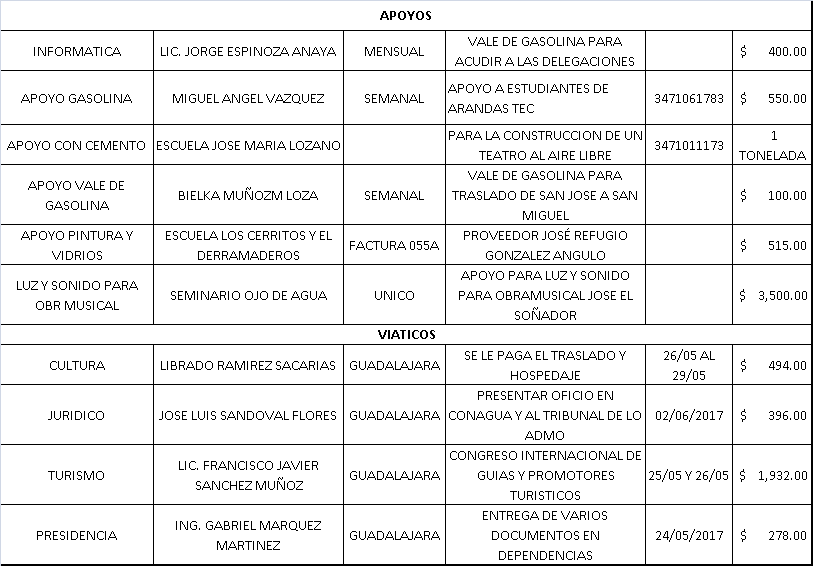 APOYOS
INFORMATICA LIC. JORGE ESPINOZA ANAYA MENSUAL VALE DE GASOLINA PARA ACUDIR A LAS DELEGACIONES $ 400.00
APOYO GASOLINA MIGUEL ANGEL VAZQUEZ SEMANAL APOYO A ESTUDIANTES DE ARANDAS TEC 3471061783 $ 550.00
APOYO CON CEMENTO ESCUELA JOSE MARIA LOZANO PARA LA CONSTRUCCION DE UN TEATRO AL AIRE LIBRE 3471011173 1 TONELADA
APOYO VALE DE GASOLINA BIELKA MUÑOZM LOZA SEMANAL VALE DE GASOLINA PARA TRASLADO DE SAN JOSE A SAN MIGUEL $ 100.00
APOYO PINTURA Y VIDRIOS ESCUELA LOS CERRITOS Y EL DERRAMADEROS FACTURA 055A PROVEEDOR JOSÉ REFUGIO GONZALEZ ANGULO $ 515.00
LUZ Y SONIDO PARA OBR MUSICAL SEMINARIO OJO DE AGUA UNICO APOYO PARA LUZ Y SONIDO PARA OBRAMUSICAL JOSE EL SOÑADOR $ 3,500.00
VIATICOS
CULTURA LIBRADO RAMIREZ SACARIAS GUADALAJARA SE LE PAGA EL TRASLADO Y HOSPEDAJE 26/05 AL 29/05 $ 494.00
JURIDICO JOSE LUIS SANDOVAL FLORES GUADALAJARA PRESENTAR OFICIO EN CONAGUA Y AL TRIBUNAL DE LO ADMO 02/06/2017 $ 396.00
TURISMO LIC. FRANCISCO JAVIER SANCHEZ MUÑOZ GUADALAJARA CONGRESO INTERNACIONAL DE GUIAS Y PROMOTORES TURISTICOS 25/05 Y 26/05 $ 1,932.00
PRESIDENCIA ING. GABRIEL MARQUEZ MARTINEZ GUADALAJARA ENTREGA DE VARIOS DOCUMENTOS EN DEPENDENCIAS 24/05/2017 $ 278.00